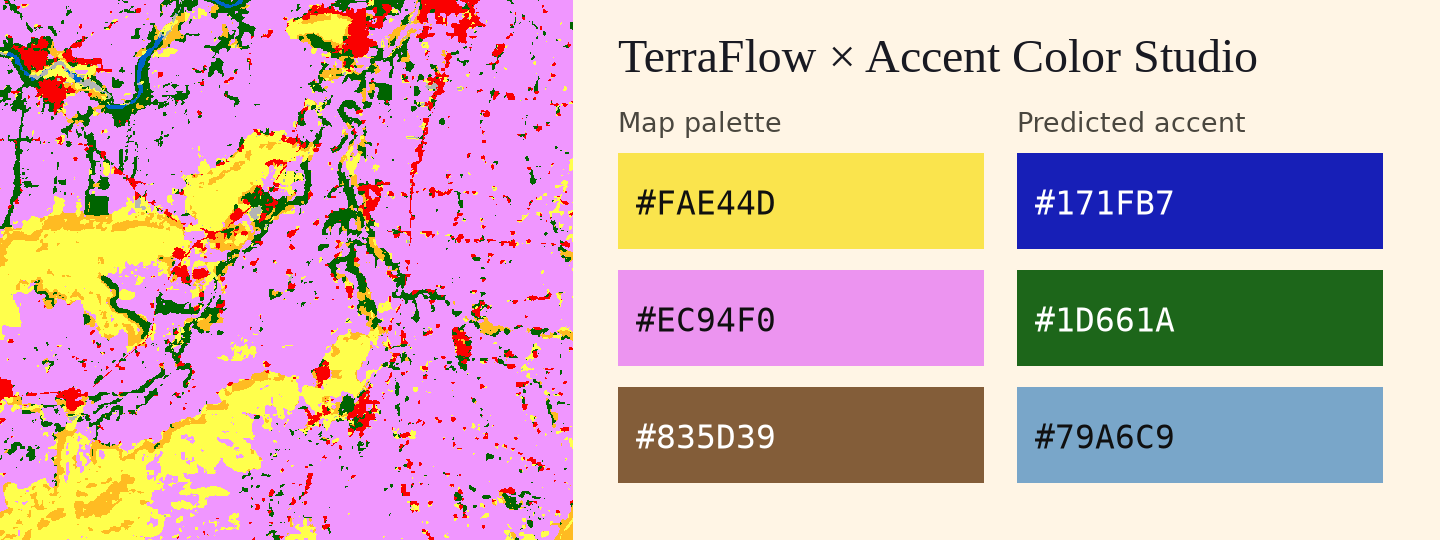 TerraFlow × Accent Color Studio
Map palette
Predicted accent
#FAE44D
#171FB7
#EC94F0
#1D661A
#835D39
#79A6C9